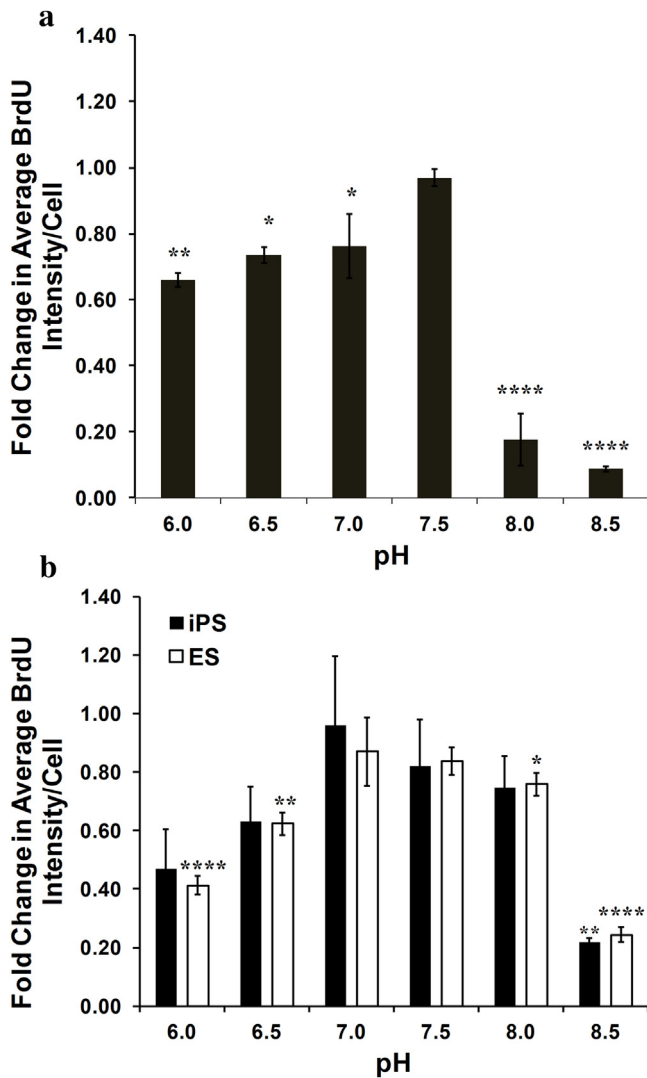 a
Fold Change in Average BrdU
Intensity/Cell
1.40
1.20
1.00
0.80
0.60
0.40
0.20
0.00
**
*
*
****
****
6.0 6.5 7.0 7.5 8.0 8.5
pH
b
Fold Change in Average BrdU
Intensity/Cell
1.40
1.20
1.00
0.80
0.60
0.40
0.20
0.00
iPS
ES
****
**
*
**
****
6.0 6.5 7.0 7.5 8.0 8.5
pH